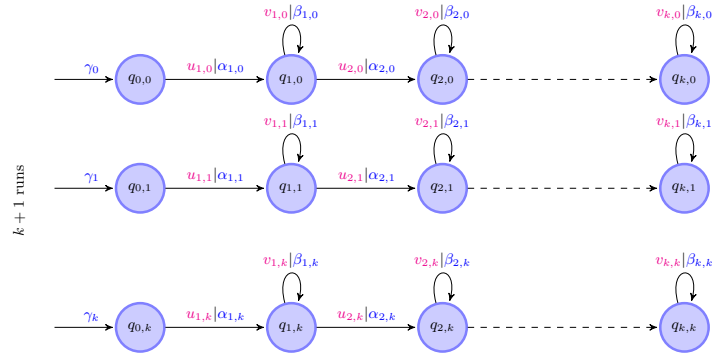 v₁,₀|β₁,₀ v₂,₀|β₂,₀ vₖ,₀|βₖ,₀
γ₀ q₀,₀ u₁,₀|α₁,₀ q₁,₀ u₂,₀|α₂,₀ q₂,₀ qₖ,₀
v₁,₁|β₁,₁ v₂,₁|β₂,₁ vₖ,₁|βₖ,₁
γ₁ q₀,₁ u₁,₁|α₁,₁ q₁,₁ u₂,₁|α₂,₁ q₂,₁ qₖ,₁
k + 1 runs
v₁,ₖ|β₁,ₖ v₂,ₖ|β₂,ₖ vₖ,ₖ|βₖ,ₖ
γₖ q₀,ₖ u₁,ₖ|α₁,ₖ q₁,ₖ u₂,ₖ|α₂,ₖ q₂,ₖ qₖ,ₖ